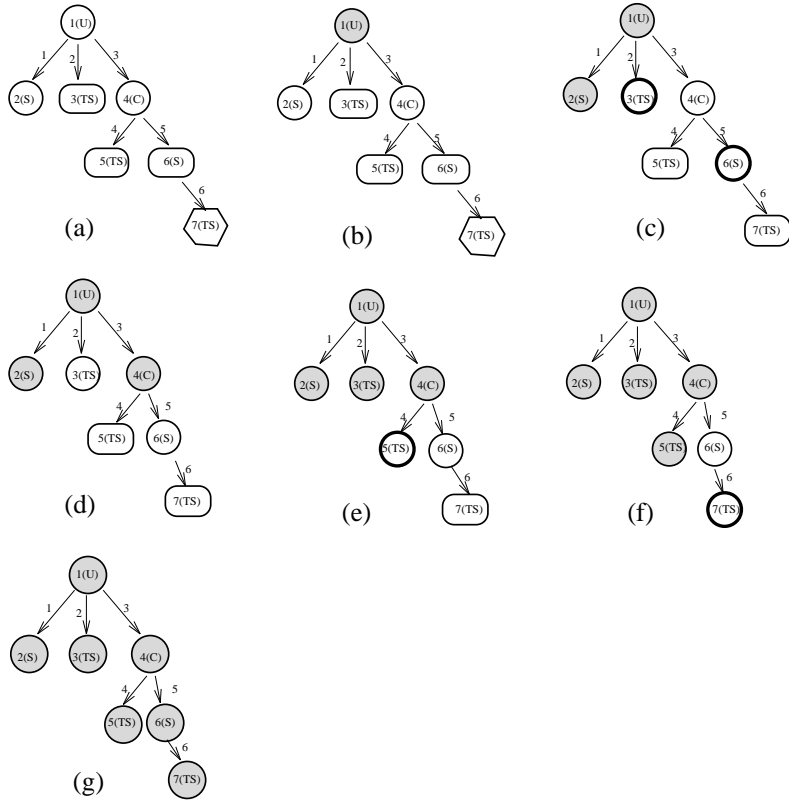 1(U)
1 2 3
2(S) 3(TS) 4(C)
4 5
5(TS) 6(S)
6
7(TS)
(a)
1(U)
1 2 3
2(S) 3(TS) 4(C)
4 5
5(TS) 6(S)
6
7(TS)
(b)
1(U)
1 2 3
2(S) 3(TS) 4(C)
4 5
5(TS) 6(S)
6
7(TS)
(c)
1(U)
1 2 3
2(S) 3(TS) 4(C)
4 5
5(TS) 6(S)
6
7(TS)
(d)
1(U)
1 2 3
2(S) 3(TS) 4(C)
4 5
5(TS) 6(S)
6
7(TS)
(e)
1(U)
1 2 3
2(S) 3(TS) 4(C)
4 5
5(TS) 6(S)
6
7(TS)
(f)
1(U)
1 2 3
2(S) 3(TS) 4(C)
4 5
5(TS) 6(S)
6
7(TS)
(g)